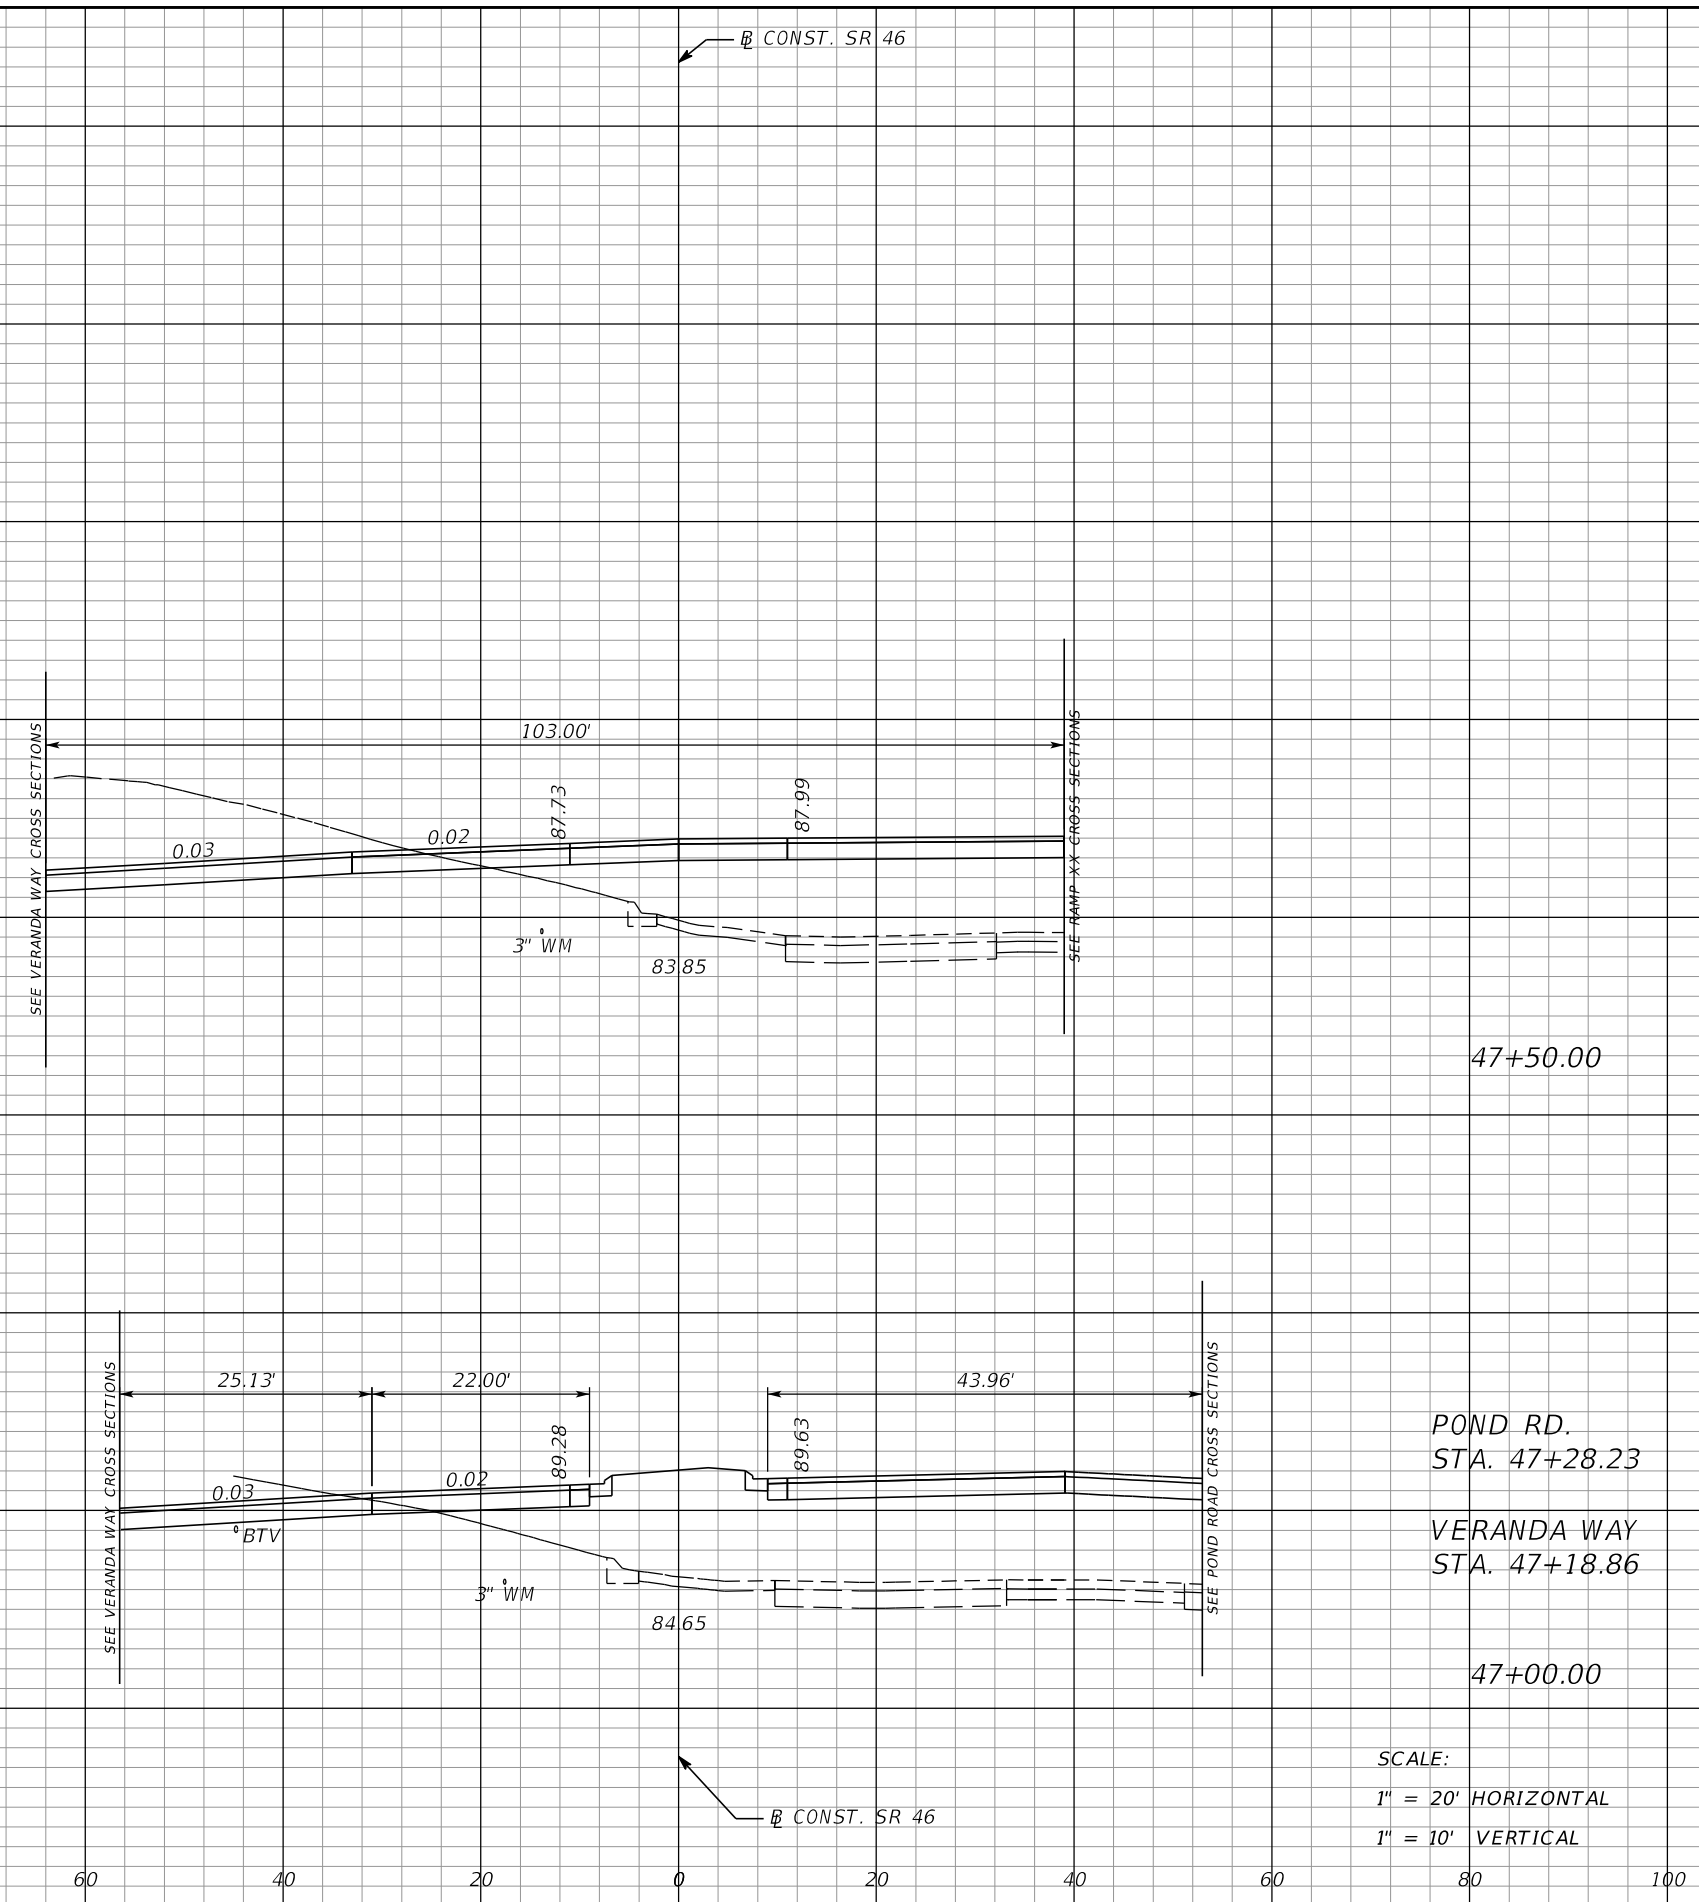 BL CONST. SR 46
103.00'
SEE VERANDA WAY CROSS SECTIONS
0.03
0.02
87.73
87.99
SEE RAMP XX CROSS SECTIONS
3" WM
83.85
47+50.00
25.13'
22.00'
43.96'
SEE VERANDA WAY CROSS SECTIONS
0.03
0.02
89.28
89.63
SEE POND ROAD CROSS SECTIONS
BTV
3" WM
84.65
POND RD.
STA. 47+28.23
VERANDA WAY
STA. 47+18.86
47+00.00
BL CONST. SR 46
SCALE:
1" = 20' HORIZONTAL
1" = 10' VERTICAL
60 40 20 0 20 40 60 80 100